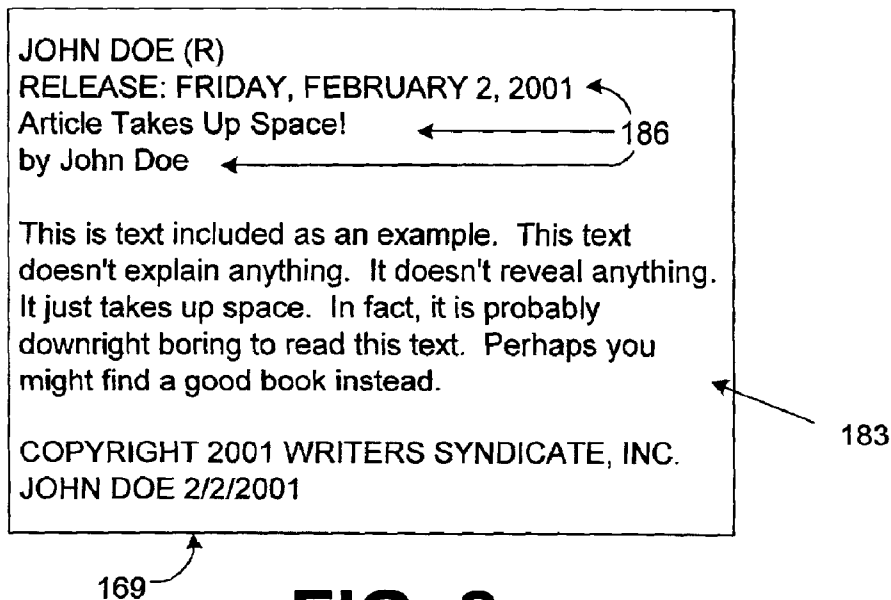 JOHN DOE (R)
RELEASE: FRIDAY, FEBRUARY 2, 2001
Article Takes Up Space!
186
by John Doe
This is text included as an example. This text
doesn't explain anything. It doesn't reveal anything.
It just takes up space. In fact, it is probably
downright boring to read this text. Perhaps you
might find a good book instead.
183
COPYRIGHT 2001 WRITERS SYNDICATE, INC.
JOHN DOE 2/2/2001
169
FIG.